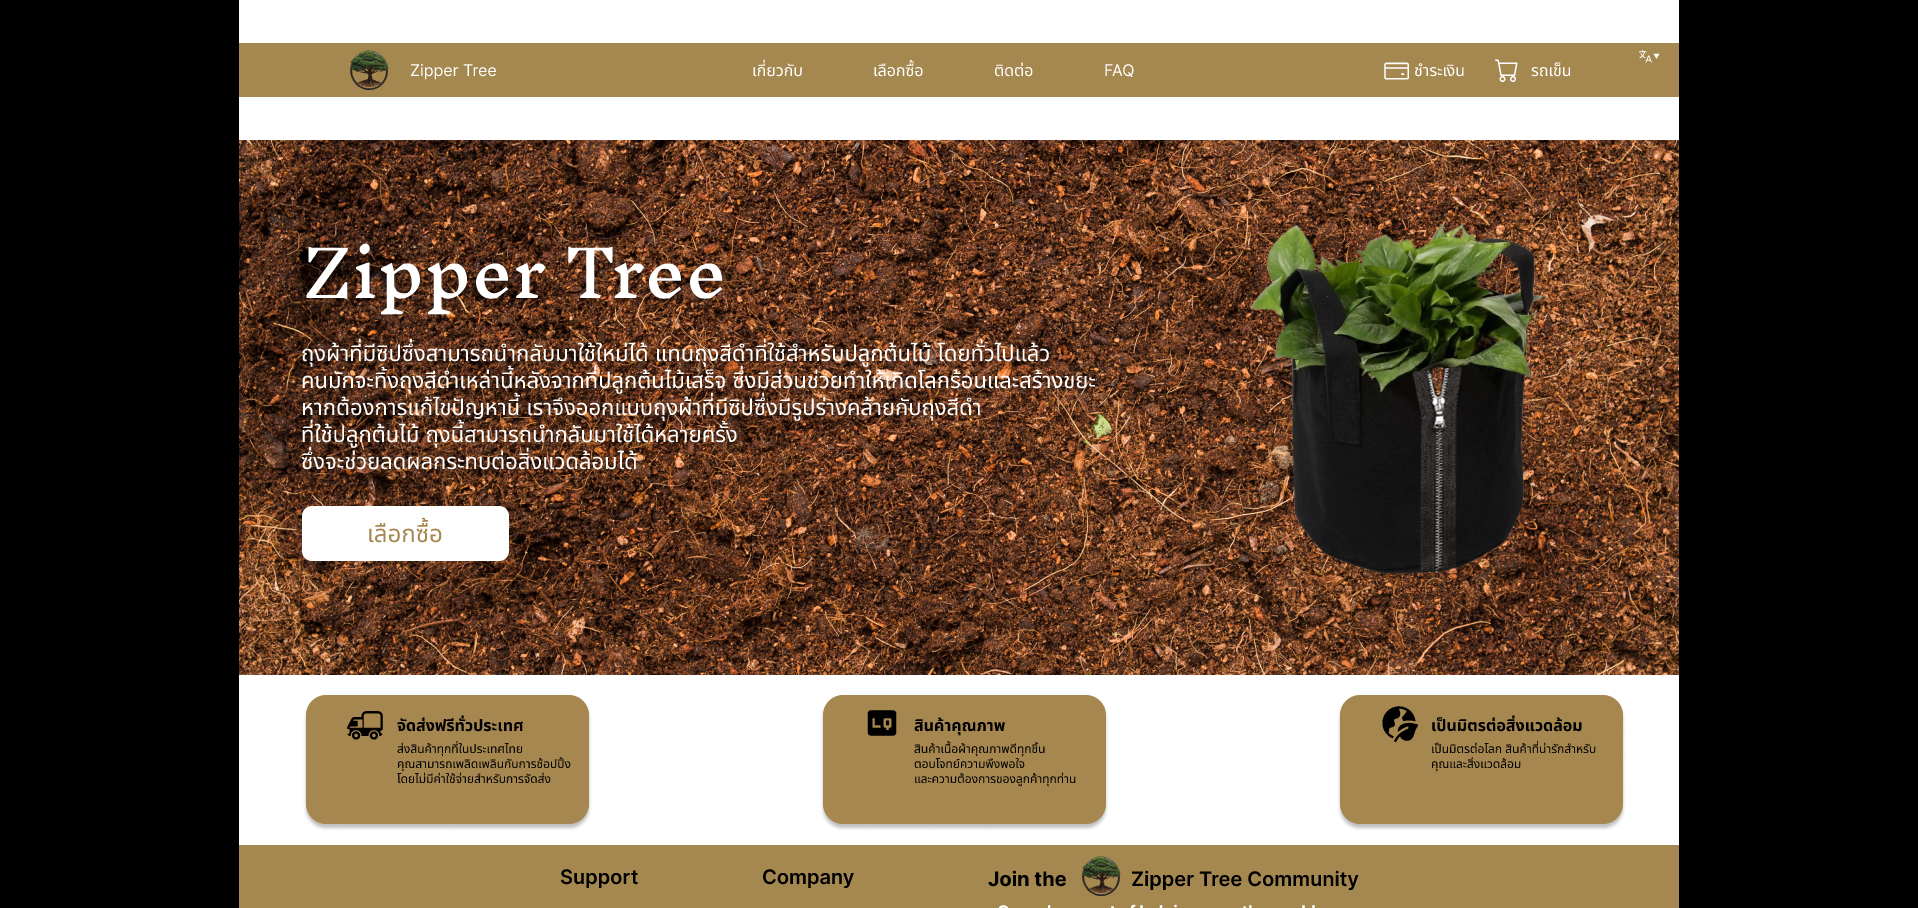 Zipper Tree
เกี่ยวกับ
เลือกซื้อ
ติดต่อ
FAQ
ชำระเงิน
รถเข็น
Zipper Tree
ถุงผ้าที่มีซิปซึ่งสามารถนำกลับมาใช้ใหม่ได้ แทนถุงสีดำที่ใช้สำหรับปลูกต้นไม้ โดยทั่วไปแล้ว
คนมักจะทิ้งถุงสีดำเหล่านี้หลังจากที่ปลูกต้นไม้เสร็จ ซึ่งมีส่วนช่วยทำให้เกิดโลกร้อนและสร้างขยะ
หากต้องการแก้ไขปัญหานี้ เราจึงออกแบบถุงผ้าที่มีซิปซึ่งมีรูปร่างคล้ายกับถุงสีดำ
ที่ใช้ปลูกต้นไม้ ถุงนี้สามารถนำกลับมาใช้ได้หลายครั้ง
ซึ่งจะช่วยลดผลกระทบต่อสิ่งแวดล้อมได้
เลือกซื้อ
จัดส่งฟรีทั่วประเทศ
ส่งสินค้าทุกที่ในประเทศไทย
คุณสามารถเพลิดเพลินกับการช้อปปิ้ง
โดยไม่มีค่าใช้จ่ายสำหรับการจัดส่ง
LQ
สินค้าคุณภาพ
สินค้าเนื้อผ้าคุณภาพดีทุกชิ้น
ตอบโจทย์ความพึงพอใจ
และความต้องการของลูกค้าทุกท่าน
เป็นมิตรต่อสิ่งแวดล้อม
เป็นมิตรต่อโลก สินค้าที่น่ารักสำหรับ
คุณและสิ่งแวดล้อม
Support
Company
Join the Zipper Tree Community